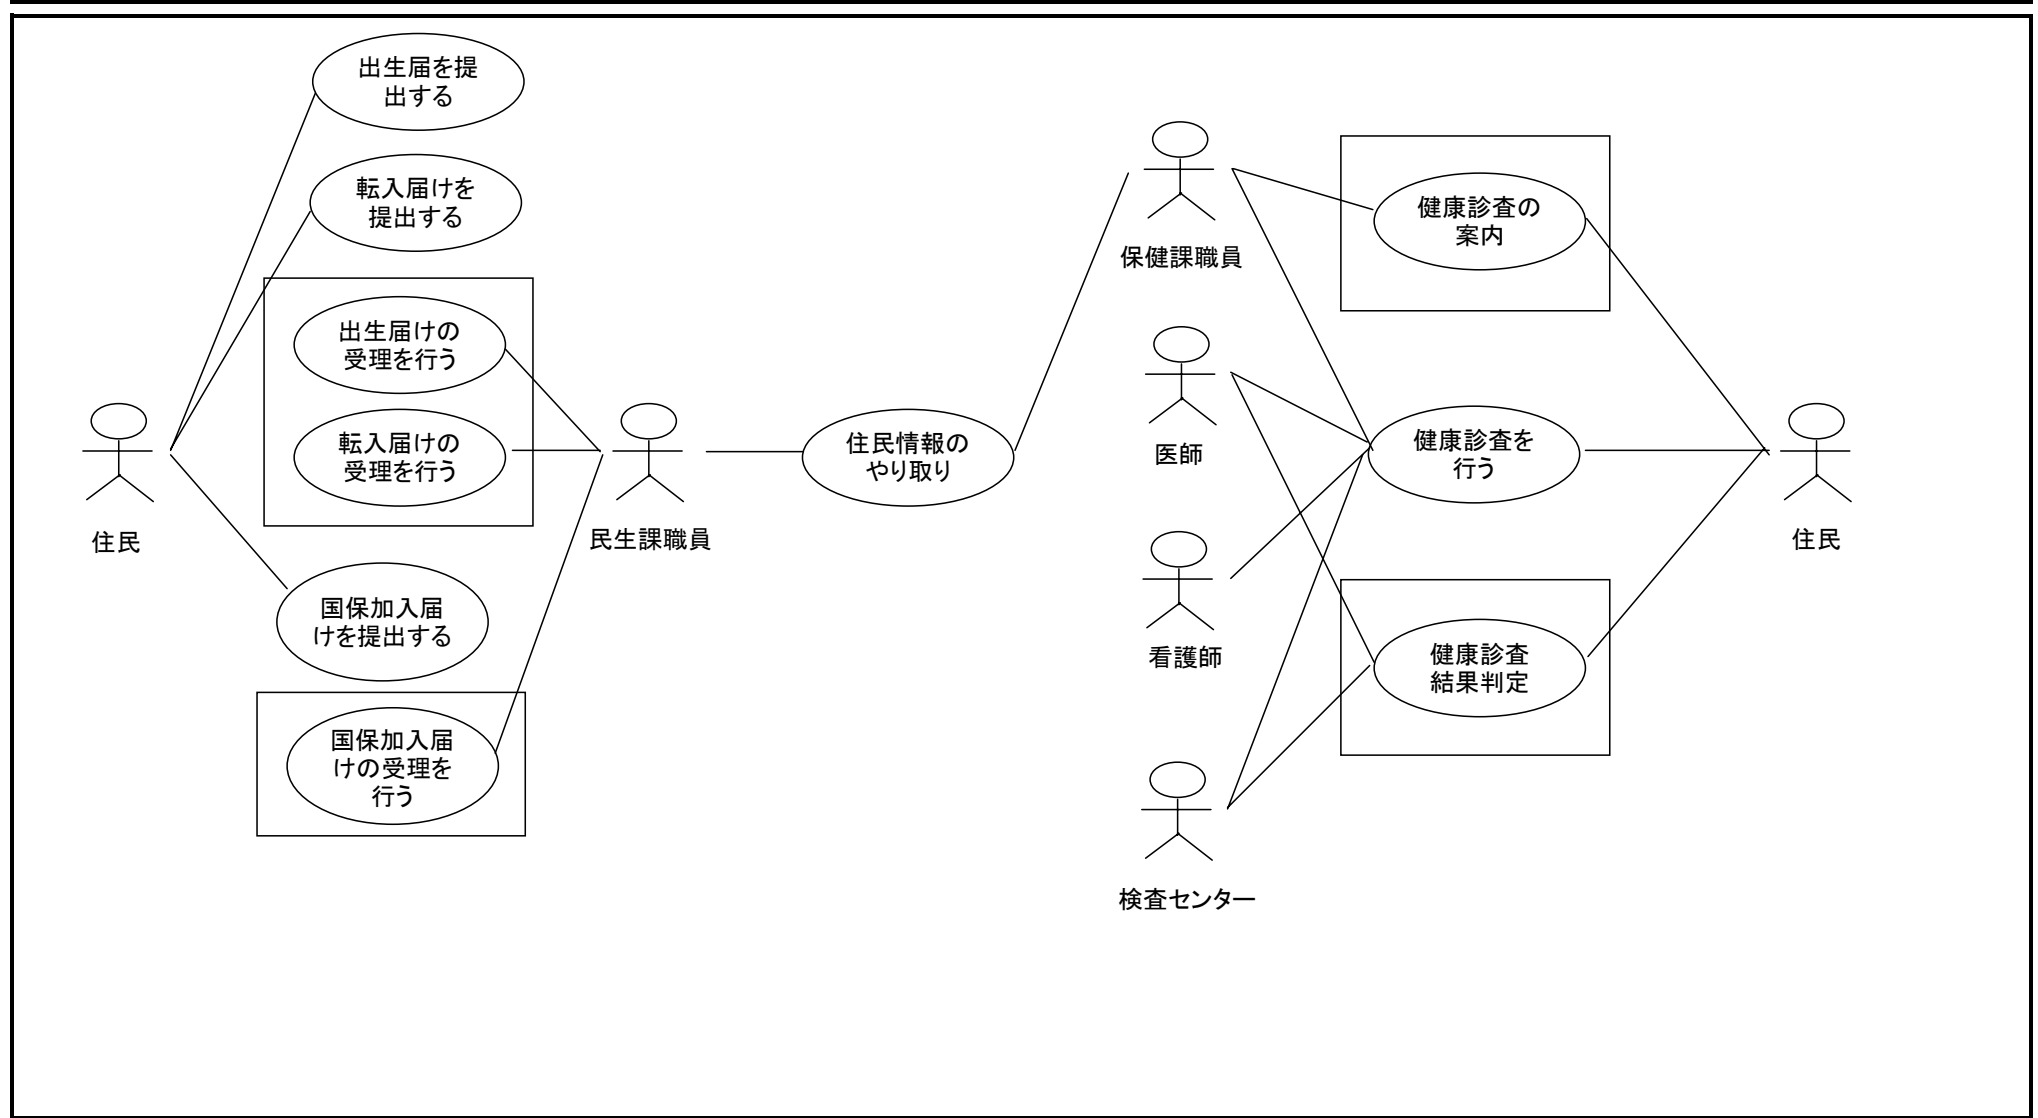 出生届を提
出する
転入届けを
提出する
出生届けの
受理を行う
転入届けの
受理を行う
住民
民生課職員
国保加入届
けを提出する
国保加入届
けの受理を
行う
住民情報の
やり取り
保健課職員
医師
看護師
検査センター
健康診査の
案内
健康診査を
行う
健康診査
結果判定
住民